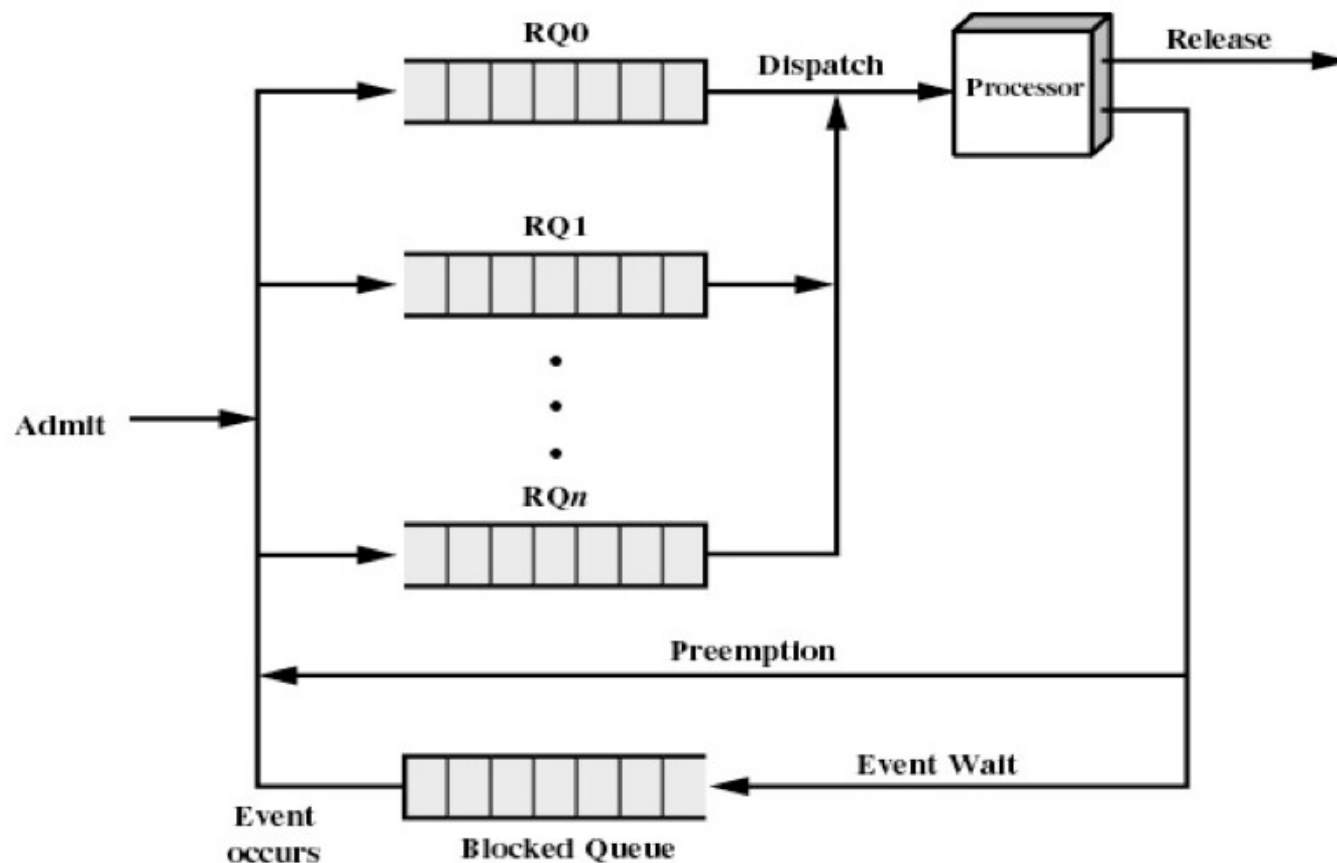 RQ0
Release
Dispatch
Processor
RQ1
Admit
RQn
Preemption
Event Wait
Event
occurs
Blocked Queue